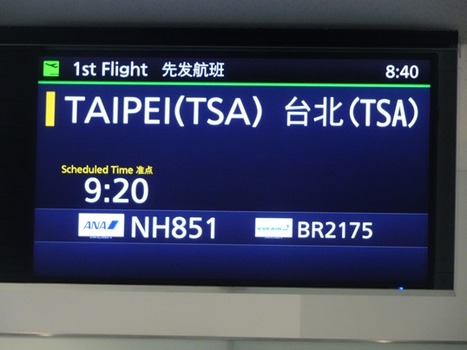 1st Flight 先发航班 8:40
TAIPEI(TSA) 台北(TSA)
Scheduled Time 准点
9:20
ANA NH851 BR2175